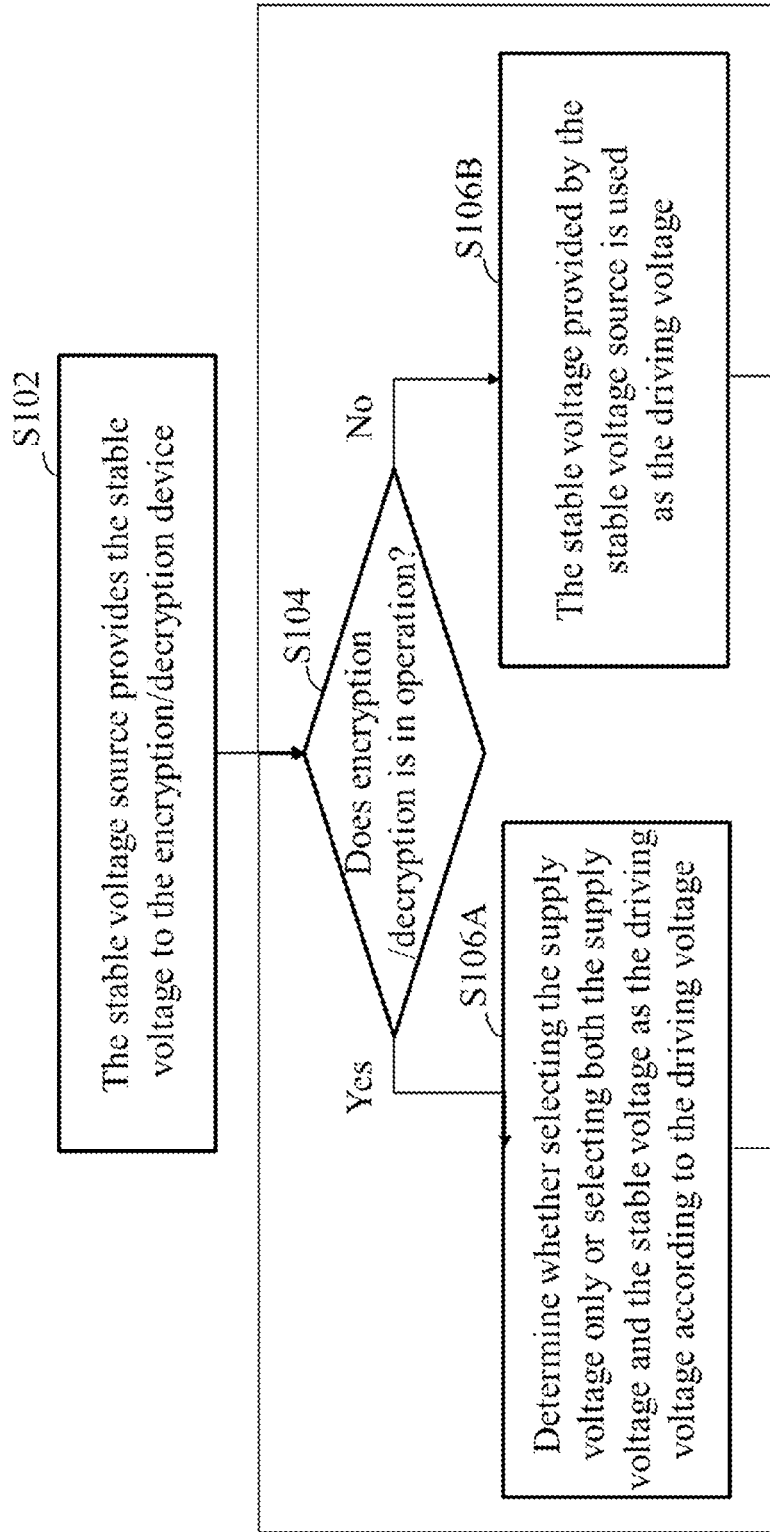 S102
The stable voltage source provides the stable
voltage to the encryption/decryption device
S104
Does encryption
/decryption is in operation?
Yes
No
S106A
Determine whether selecting the supply
voltage only or selecting both the supply
voltage and the stable voltage as the driving
voltage according to the driving voltage
S106B
The stable voltage provided by the
stable voltage source is used
as the driving voltage